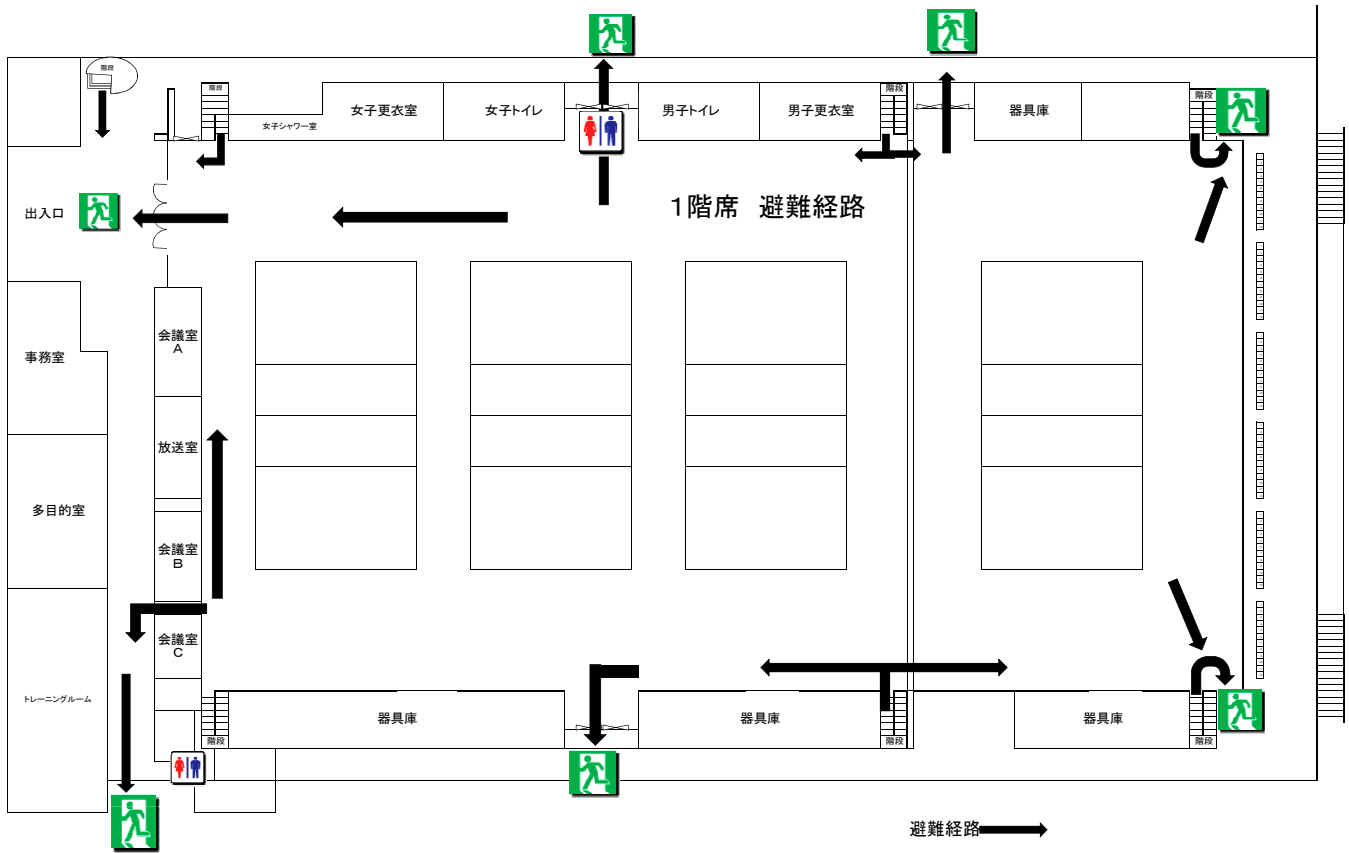 階段
階段
女子シャワー室
女子更衣室
女子トイレ
男子トイレ
男子更衣室
階段
器具庫
階段
出入口
1階席　避難経路
会議室
A
事務室
放送室
多目的室
会議室
B
会議室
C
トレーニングルーム
階段
器具庫
器具庫
階段
器具庫
階段
避難経路